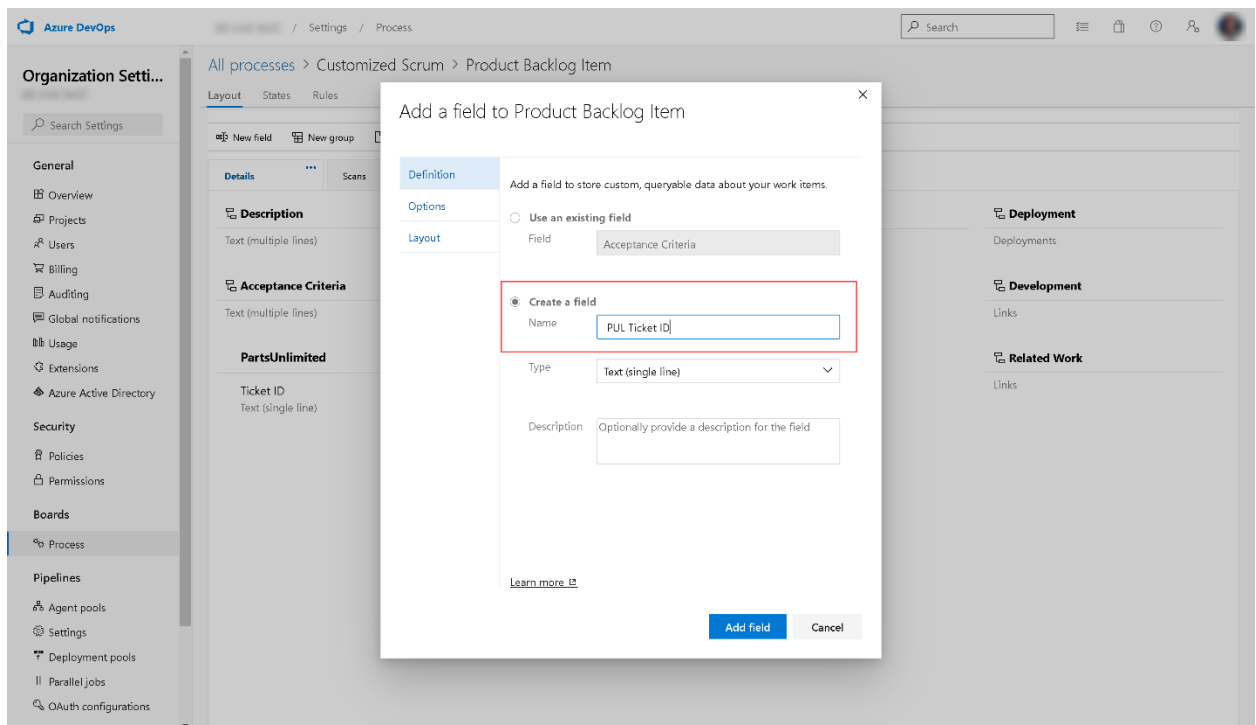 Azure DevOps
/ Settings / Process
Search
Organization Setti...
Search Settings
General
Overview
Projects
Users
Billing
Auditing
Global notifications
Usage
Extensions
Azure Active Directory
Security
Policies
Permissions
Boards
Process
Pipelines
Agent pools
Settings
Deployment pools
Parallel jobs
OAuth configurations
All processes > Customized Scrum > Product Backlog Item
Layout States Rules
New field New group
Details ... Scans
Description
Text (multiple lines)
Acceptance Criteria
Text (multiple lines)
PartsUnlimited
Ticket ID
Text (single line)
Add a field to Product Backlog Item
Definition
Options
Layout
Add a field to store custom, queryable data about your work items.
Use an existing field
Field Acceptance Criteria
Create a field
Name PUL Ticket ID
Type Text (single line)
Description Optionally provide a description for the field
Learn more
Add field Cancel
Deployment
Deployments
Development
Links
Related Work
Links